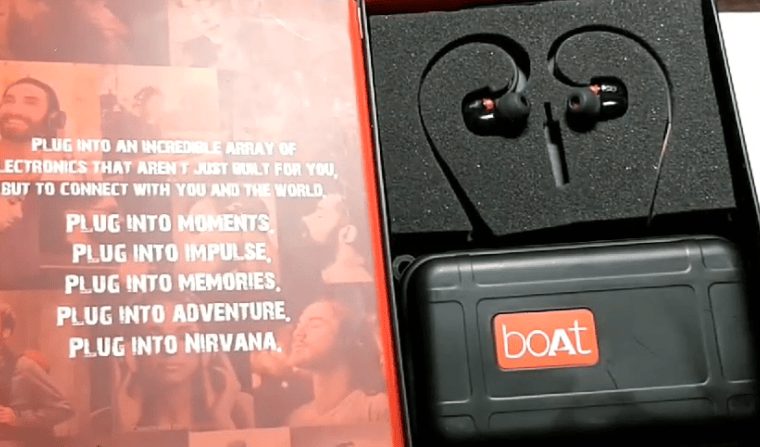 PLUG INTO AN INCREDIBLE ARRAY OF
LECTRONICS THAT AREN'T JUST BUILT FOR YOU,
BUT TO CONNECT WITH YOU AND THE WORLD.
PLUG INTO MOMENTS,
PLUG INTO IMPULSE,
PLUG INTO MEMORIES,
PLUG INTO ADVENTURE,
PLUG INTO NIRVANA.
boAt